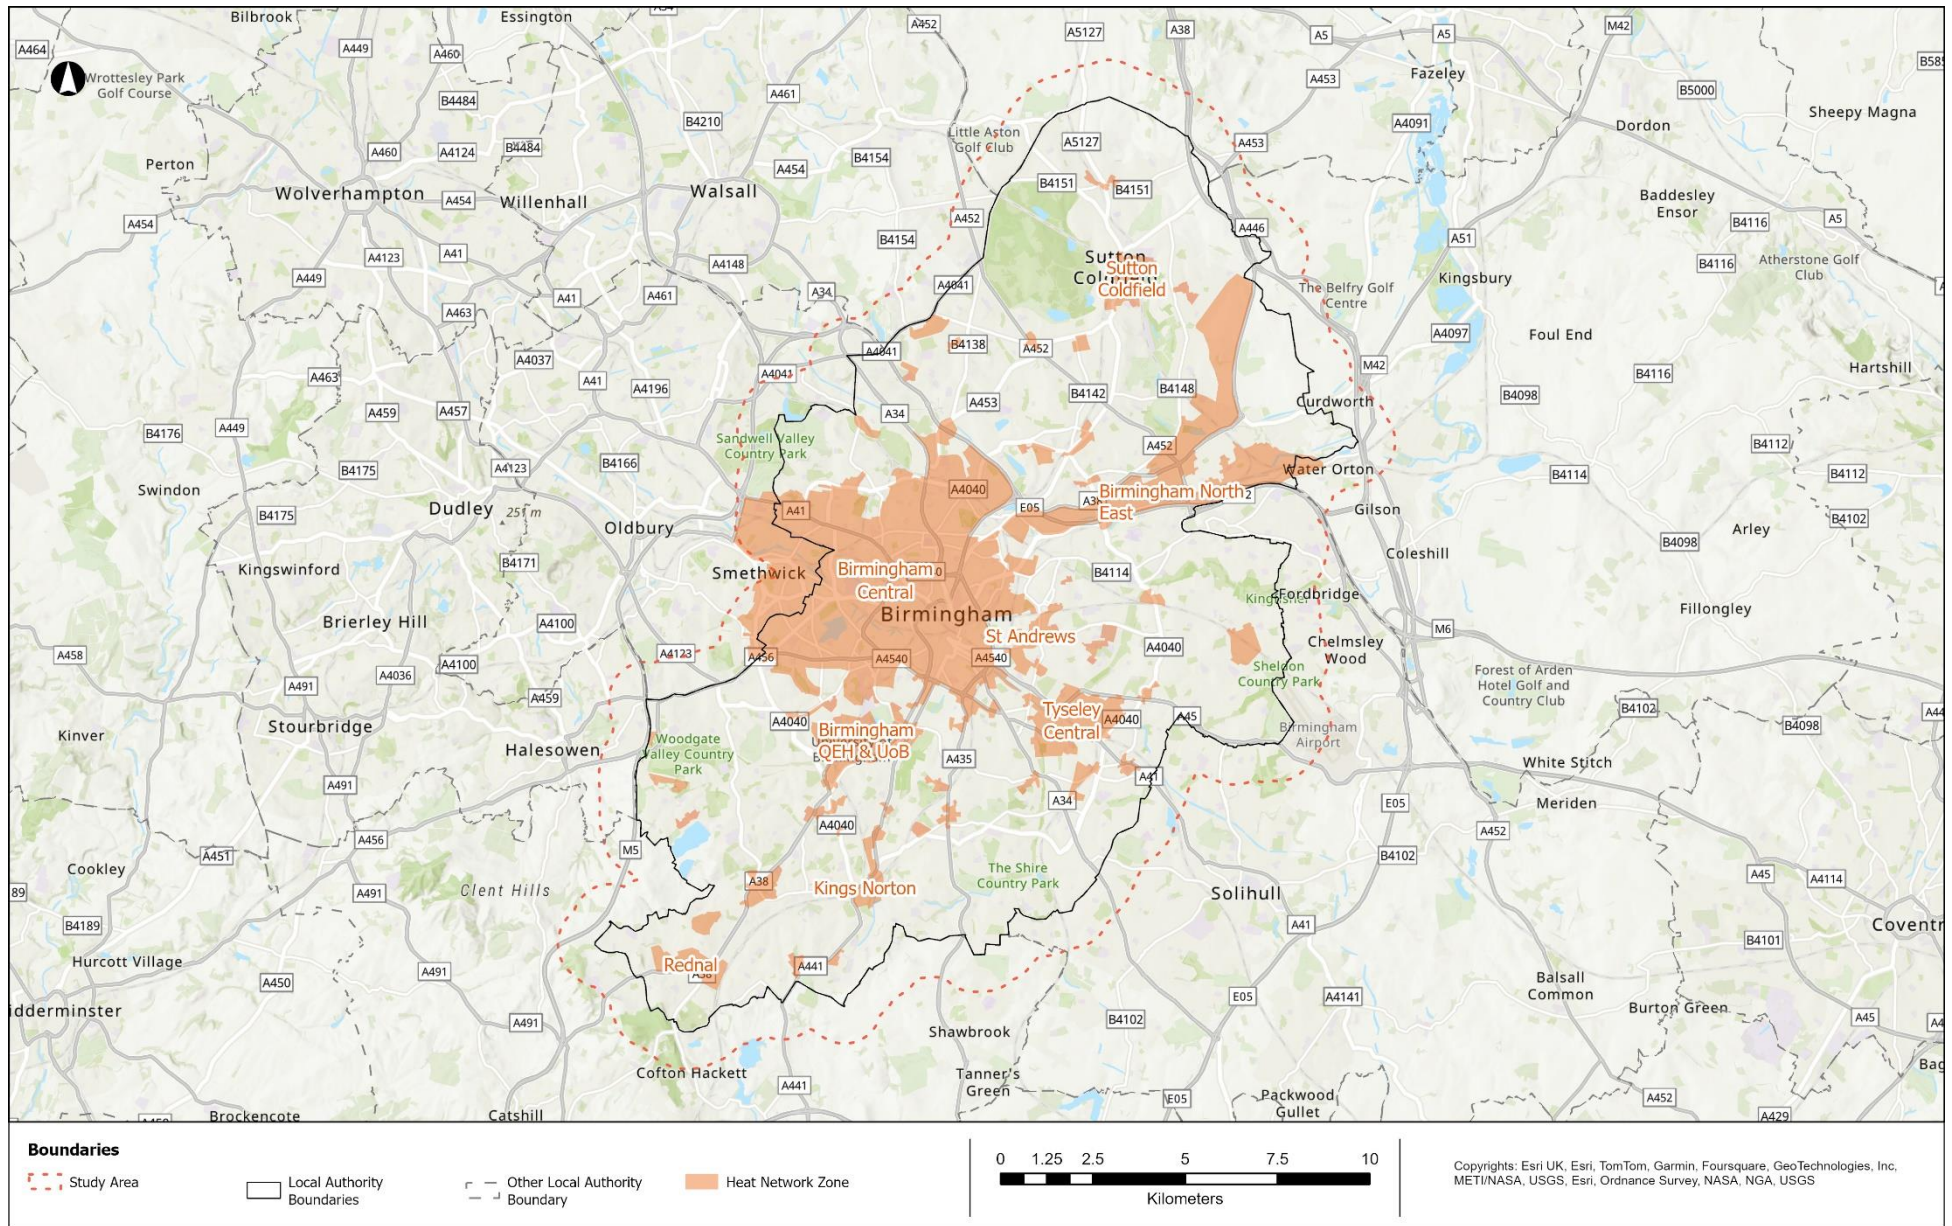 Bilbrook
Essington
A34
A452
A5127
A38
A5
A5
M42
A464
A449
A460
Wrottesley Park
Golf Course
A461
A453
Fazeley
B5000
B4484
B4210
Little Aston
Golf Club
A5127
A453
A4091
Dordon
Sheepy Magna
Perton
A460
A4124
B4484
A454
B4154
Wolverhampton
A454
Willenhall
Walsall
B4151
B4151
Baddesley
Ensor
A454
A452
A446
B4116
A5
A4123
A41
B4154
A51
A449
A4148
Sutton
Coldfield
Sutton
Coldfield
B4116
Atherstone Golf
Club
A41
A461
A34
A4041
The Belfry Golf
Centre
Kingsbury
A463
A4041
B4138
A452
A4097
Foul End
A4037
M42
Hartshill
A463
A41
A4196
A4041
B4142
B4148
B4116
A459
A457
A34
A453
Curdworth
B4098
B4176
A449
Sandwell Valley
Country Park
A452
B4112
B4175
A4123
B4166
Water Orton
B4114
B4112
Swindon
A4040
Birmingham North
East
B4175
Dudley
251 m
Oldbury
A41
E05
Gilson
B4102
Arley
Kingswinford
B4171
Smethwick
Birmingham
Central
B4114
Coleshill
B4098
Brierley Hill
A4100
Birmingham
Fordbridge
Fillongley
St Andrews
Chelmsley
Wood
M6
A458
A4036
A4100
A4123
A456
A4540
A4540
A4040
Sheldon
Country Park
Forest of Arden
Hotel Golf and
Country Club
A491
A459
B4102
Stourbridge
Kinver
Halesowen
Woodgate
Valley Country
Park
A4040
Birmingham
QEH & UoB
Tyseley
Central
A4040
A45
Birmingham
Airport
B4098
A435
White Stitch
A491
A34
A41
E05
Meriden
A456
A4040
A452
A451
M5
B4102
Cookley
Clent Hills
A38
Kings Norton
The Shire
Country Park
Solihull
A45
A4114
A491
B4189
A41
B4101
Hurcott Village
A450
A491
Rednal
A441
Balsall
Common
E05
A4141
Burton Green
A491
Shawbrook
B4102
A45
Cofton Hackett
A441
Tanner's
Green
E05
Packwood
Gullet
A452
Brockencote
Catshill
A429
Boundaries
Study Area
Local Authority
Boundaries
Other Local Authority
Boundary
Heat Network Zone
0 1.25 2.5 5 7.5 10
Kilometers
Copyrights: Esri UK, Esri, TomTom, Garmin, Foursquare, GeoTechnologies, Inc,
METI/NASA, USGS, Esri, Ordnance Survey, NASA, NGA, USGS